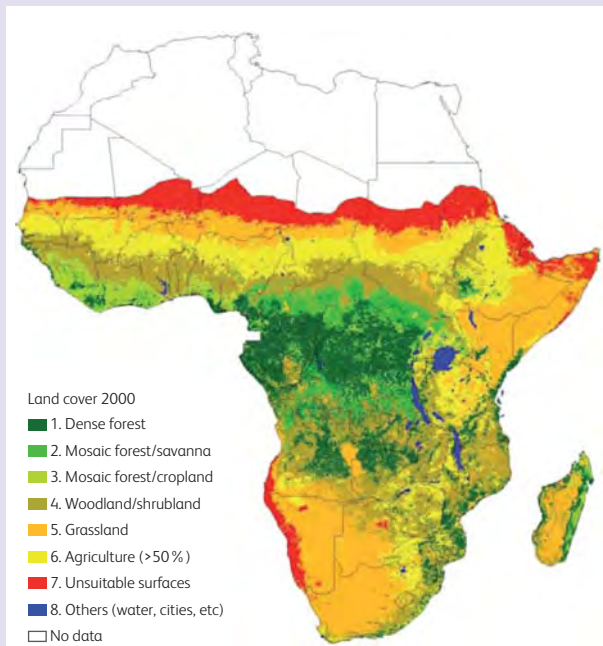 Land cover 2000
1. Dense forest
2. Mosaic forest/savanna
3. Mosaic forest/cropland
4. Woodland/shrubland
5. Grassland
6. Agriculture (>50%)
7. Unsuitable surfaces
8. Others (water, cities, etc)
No data